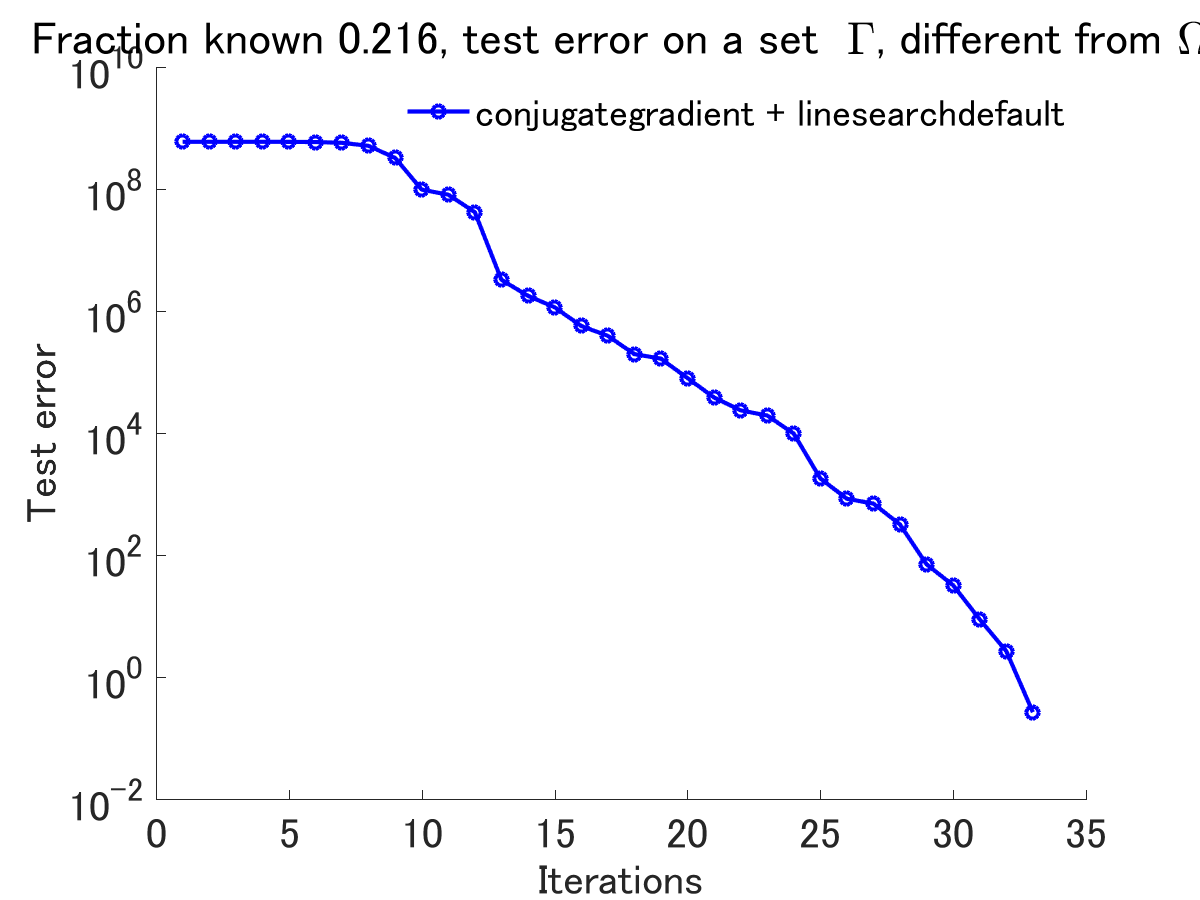 Fraction known 0.216, test error on a set Γ, different from Ω
conjugategradient + linesearchdefault
10^10
10^8
10^6
10^4
10^2
10^0
10^-2
Test error
0 5 10 15 20 25 30 35
Iterations